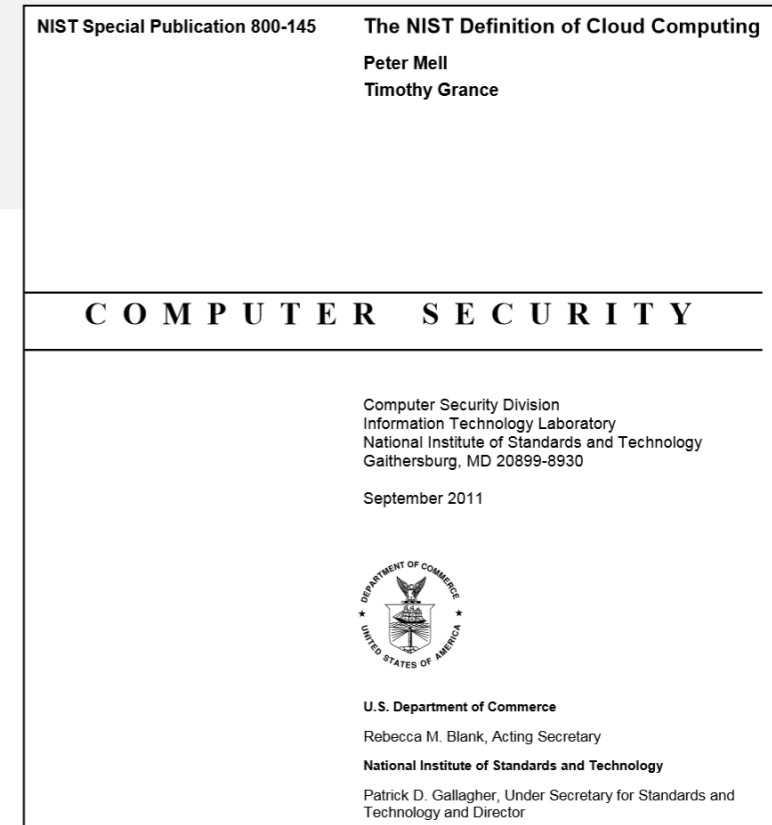 NIST Special Publication 800-145
The NIST Definition of Cloud Computing
Peter Mell
Timothy Grance
COMPUTER SECURITY
Computer Security Division
Information Technology Laboratory
National Institute of Standards and Technology
Gaithersburg, MD 20899-8930
September 2011
DEPARTMENT OF COMMERCE
UNITED STATES OF AMERICA
U.S. Department of Commerce
Rebecca M. Blank, Acting Secretary
National Institute of Standards and Technology
Patrick D. Gallagher, Under Secretary for Standards and
Technology and Director